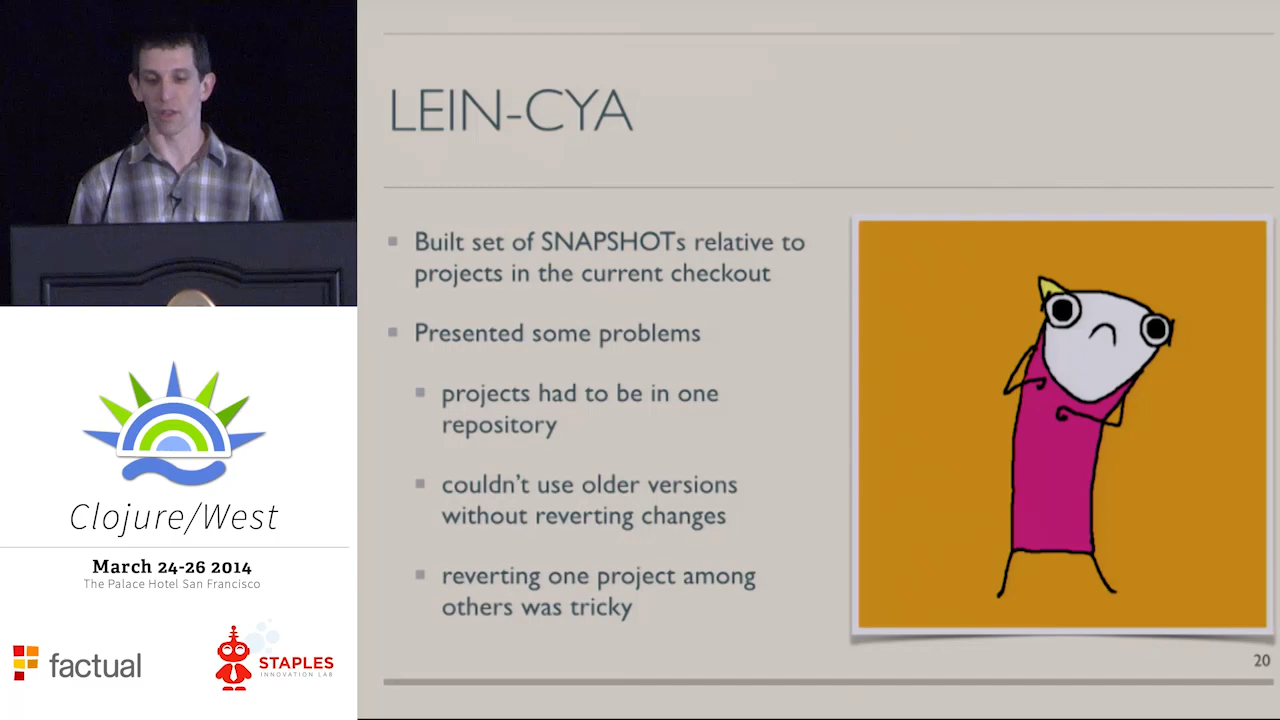 LEIN-CYA
Built set of SNAPSHOTs relative to
projects in the current checkout
Presented some problems
projects had to be in one
repository
couldn't use older versions
without reverting changes
reverting one project among
others was tricky
20
Clojure/West
March 24-26 2014
The Palace Hotel San Francisco
factual
STAPLES
INNOVATION LAB